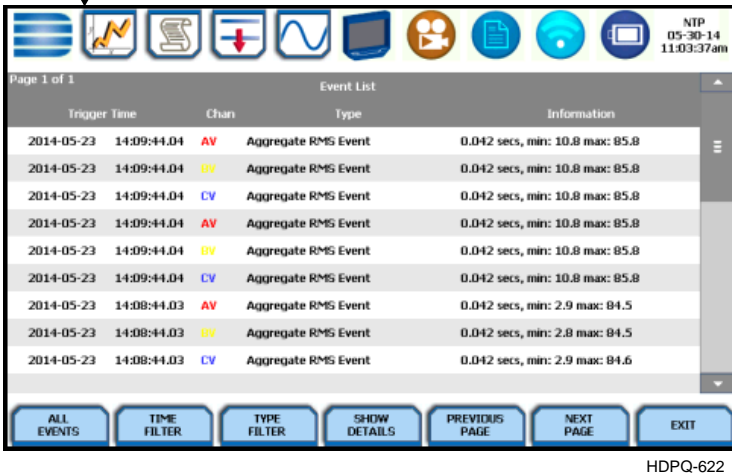 NTP
05-30-14
11:03:37am
Page 1 of 1
Event List
Trigger Time Chan Type Information
2014-05-23 14:09:44.04 AV Aggregate RMS Event 0.042 secs, min: 10.8 max: 85.8
2014-05-23 14:09:44.04 BV Aggregate RMS Event 0.042 secs, min: 10.8 max: 85.8
2014-05-23 14:09:44.04 CV Aggregate RMS Event 0.042 secs, min: 10.8 max: 85.8
2014-05-23 14:09:44.04 AV Aggregate RMS Event 0.042 secs, min: 10.8 max: 85.8
2014-05-23 14:09:44.04 BV Aggregate RMS Event 0.042 secs, min: 10.8 max: 85.8
2014-05-23 14:09:44.04 CV Aggregate RMS Event 0.042 secs, min: 10.8 max: 85.8
2014-05-23 14:08:44.03 AV Aggregate RMS Event 0.042 secs, min: 2.9 max: 84.5
2014-05-23 14:08:44.03 BV Aggregate RMS Event 0.042 secs, min: 2.8 max: 84.5
2014-05-23 14:08:44.03 CV Aggregate RMS Event 0.042 secs, min: 2.9 max: 84.6
ALL EVENTS TIME FILTER TYPE FILTER SHOW DETAILS PREVIOUS PAGE NEXT PAGE EXIT
HDPQ-622